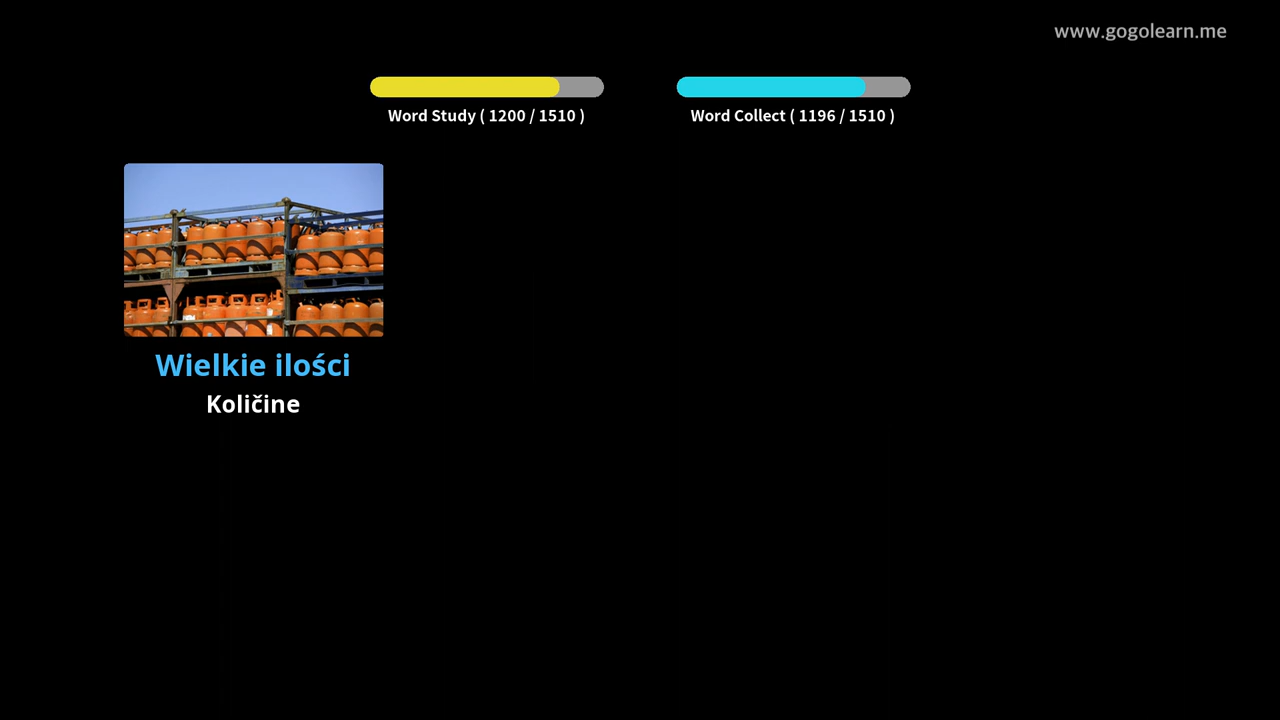 www.gogolearn.me
Word Study ( 1200 / 1510 )
Word Collect ( 1196 / 1510 )
Wielkie ilości
Količine